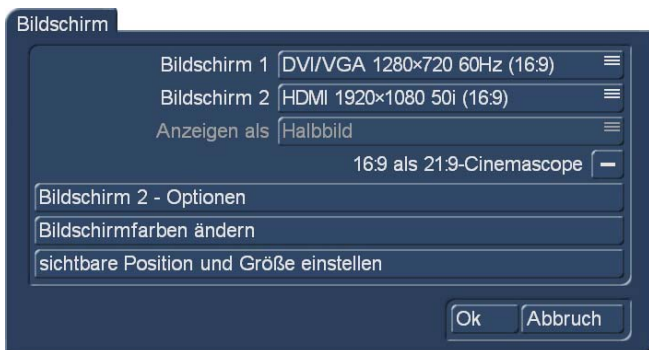 Bildschirm
Bildschirm 1 DVI/VGA 1280×720 60Hz (16:9)
Bildschirm 2 HDMI 1920×1080 50i (16:9)
Anzeigen als Halbbild
16:9 als 21:9-Cinemascope
Bildschirm 2 - Optionen
Bildschirmfarben ändern
sichtbare Position und Größe einstellen
Ok Abbruch